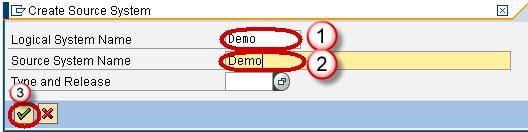 Create Source System
Logical System Name Demo 1
Source System Name Demo 2
Type and Release
3